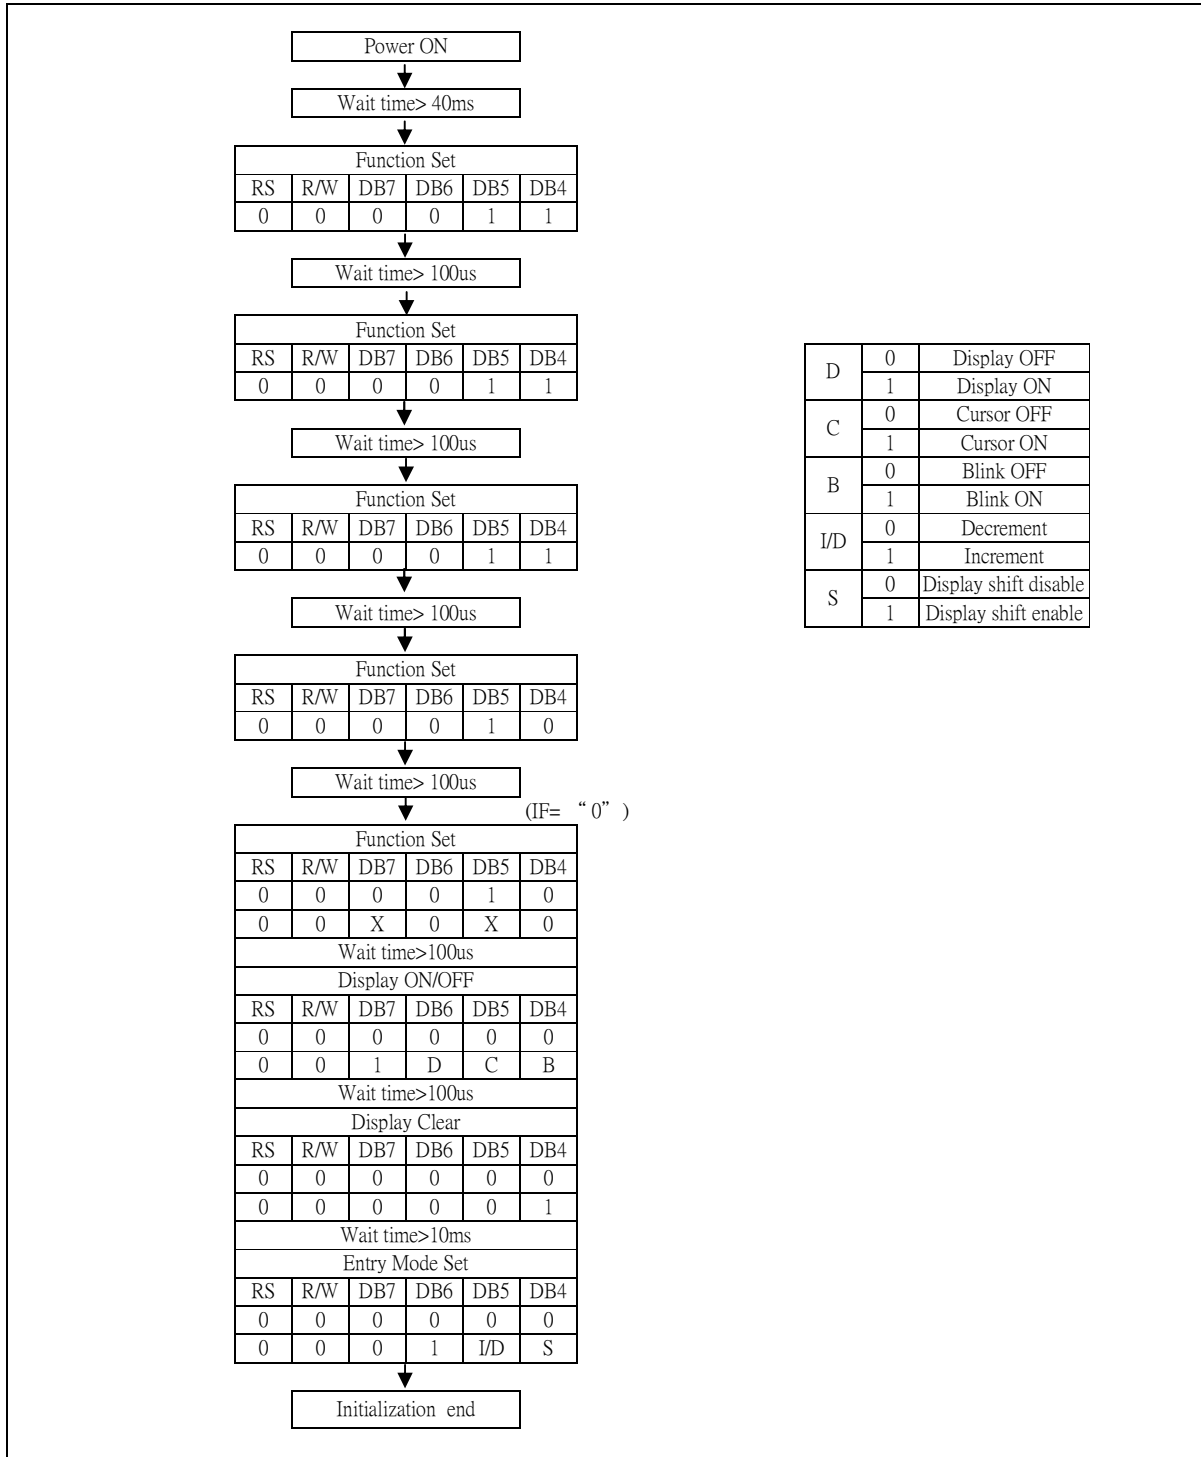 Power ON
Wait time> 40ms
Function Set
RS R/W DB7 DB6 DB5 DB4
0 0 0 0 1 1
Wait time> 100us
Function Set
RS R/W DB7 DB6 DB5 DB4
0 0 0 0 1 1
Wait time> 100us
Function Set
RS R/W DB7 DB6 DB5 DB4
0 0 0 0 1 1
Wait time> 100us
Function Set
RS R/W DB7 DB6 DB5 DB4
0 0 0 0 1 0
Wait time> 100us
(IF= “0”)
Function Set
RS R/W DB7 DB6 DB5 DB4
0 0 0 0 1 0
0 0 X 0 X 0
Wait time>100us
Display ON/OFF
RS R/W DB7 DB6 DB5 DB4
0 0 0 0 0 0
0 0 1 D C B
Wait time>100us
Display Clear
RS R/W DB7 DB6 DB5 DB4
0 0 0 0 0 0
0 0 0 0 0 1
Wait time>10ms
Entry Mode Set
RS R/W DB7 DB6 DB5 DB4
0 0 0 0 0 0
0 0 0 1 I/D S
Initialization end
D 0 Display OFF
1 Display ON
C 0 Cursor OFF
1 Cursor ON
B 0 Blink OFF
1 Blink ON
I/D 0 Decrement
1 Increment
S 0 Display shift disable
1 Display shift enable